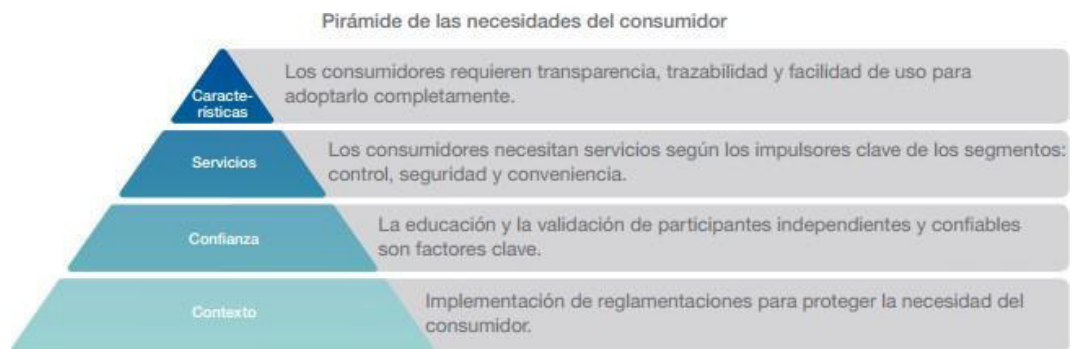 Pirámide de las necesidades del consumidor
Caracte-
rísticas
Los consumidores requieren transparencia, trazabilidad y facilidad de uso para
adoptarlo completamente.
Servicios
Los consumidores necesitan servicios según los impulsores clave de los segmentos:
control, seguridad y conveniencia.
Confianza
La educación y la validación de participantes independientes y confiables
son factores clave.
Contexto
Implementación de reglamentaciones para proteger la necesidad del
consumidor.